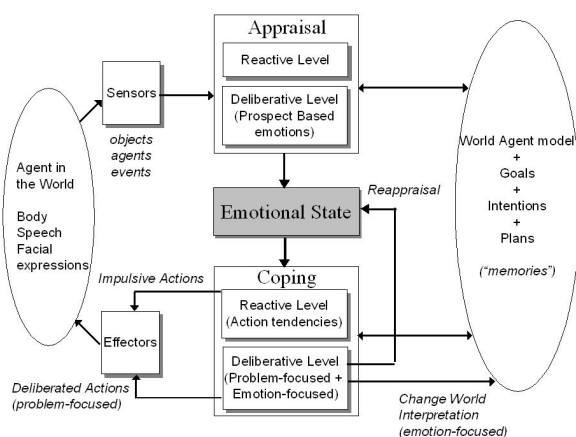 Appraisal
Reactive Level
Deliberative Level
(Prospect Based
emotions)
Sensors
objects
agents
events
Agent in
the World
Body
Speech
Facial
expressions
World Agent model
+
Goals
+
Intentions
+
Plans
("memories")
Reappraisal
Emotional State
Coping
Impulsive Actions
Reactive Level
(Action tendencies)
Effectors
Deliberative Level
(Problem-focused +
Emotion-focused)
Deliberated Actions
(problem-focused)
Change World
Interpretation
(emotion-focused)